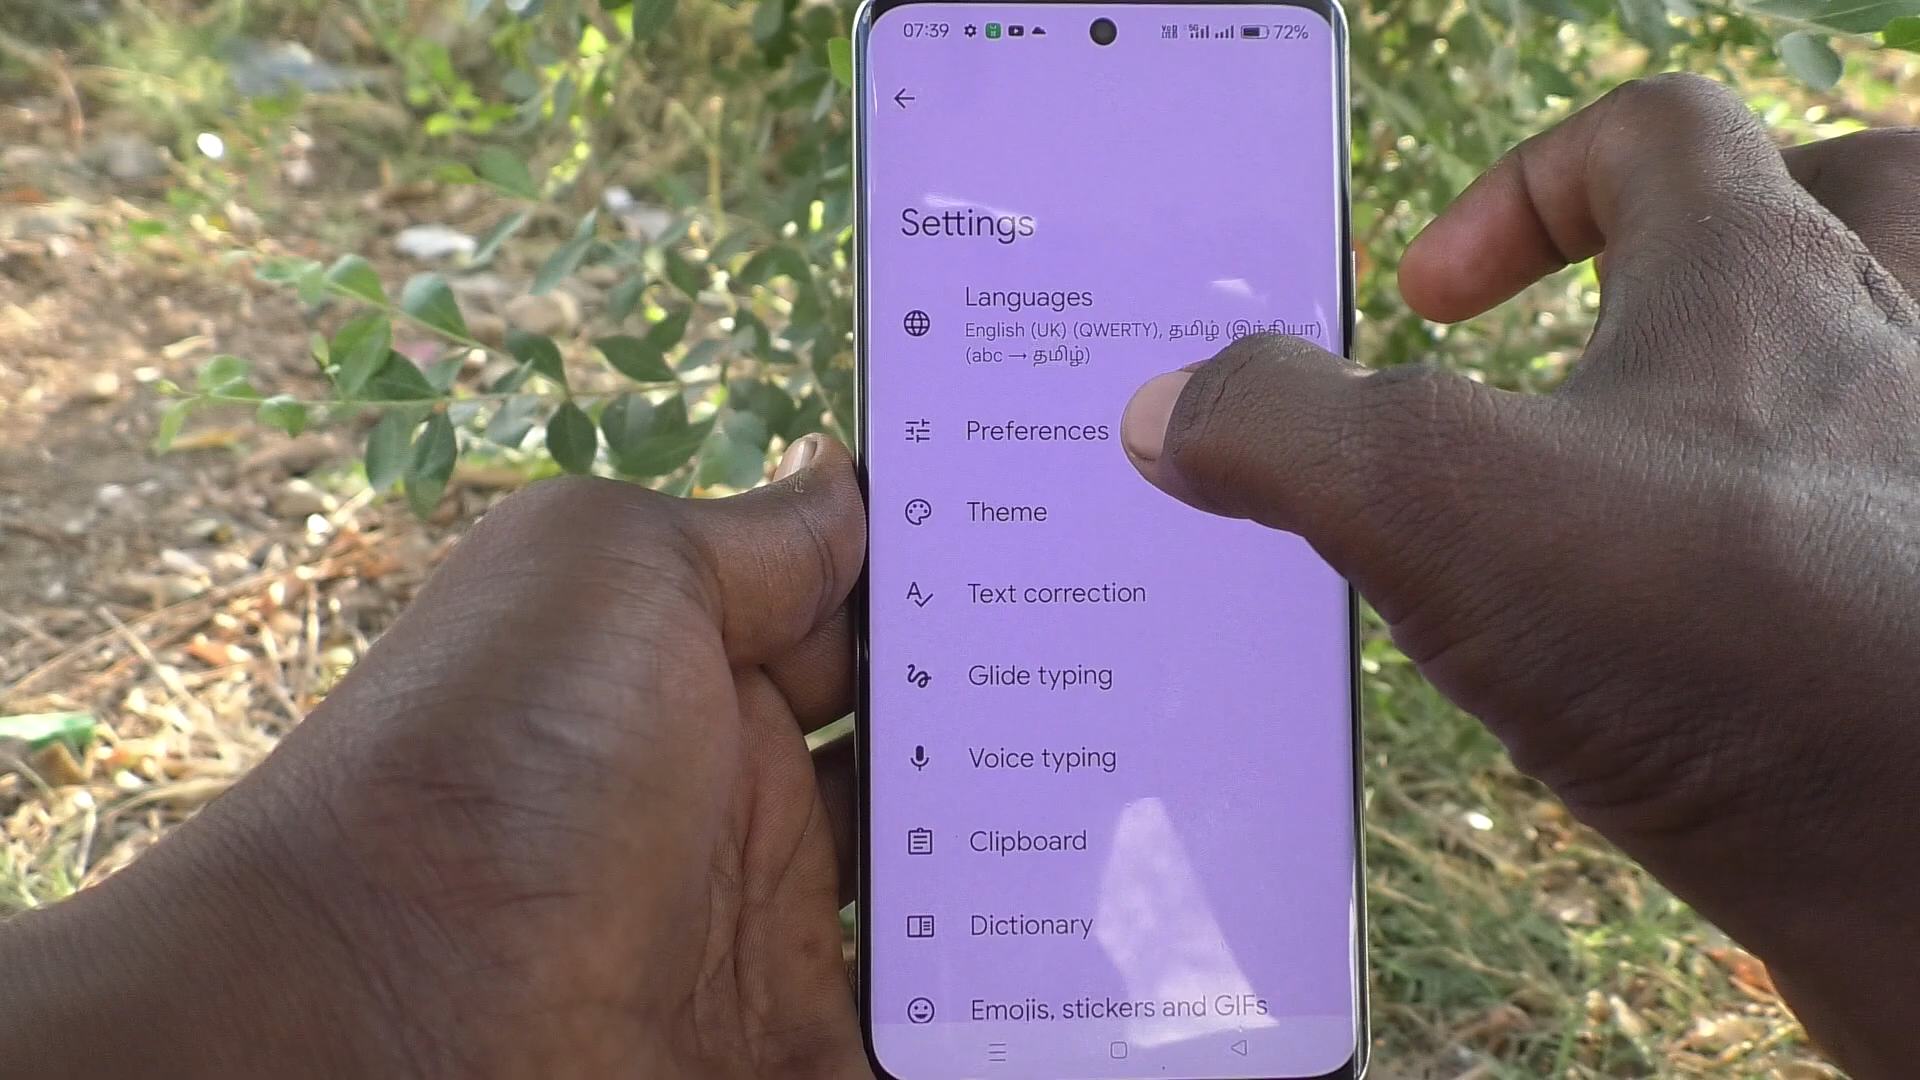 07:39 72%
Settings
Languages
English (UK) (QWERTY), தமிழ் (இந்தியா)
(abc → தமிழ்)
Preferences
Theme
Text correction
Glide typing
Voice typing
Clipboard
Dictionary
Emojis, stickers and GIFs